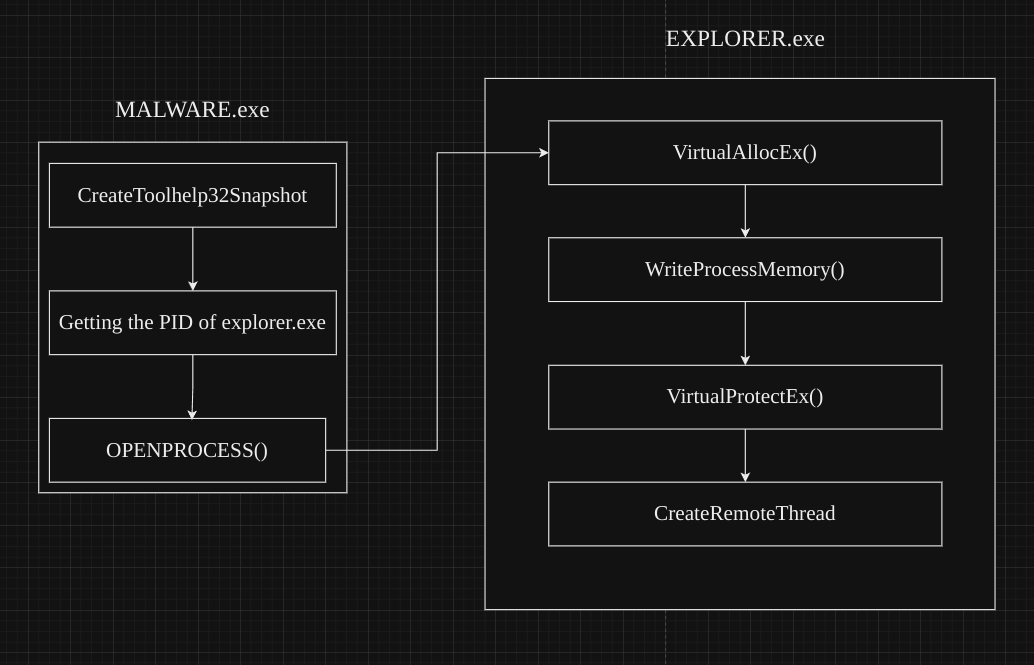 MALWARE.exe
CreateToolhelp32Snapshot
Getting the PID of explorer.exe
OPENPROCESS()
EXPLORER.exe
VirtualAllocEx()
WriteProcessMemory()
VirtualProtectEx()
CreateRemoteThread